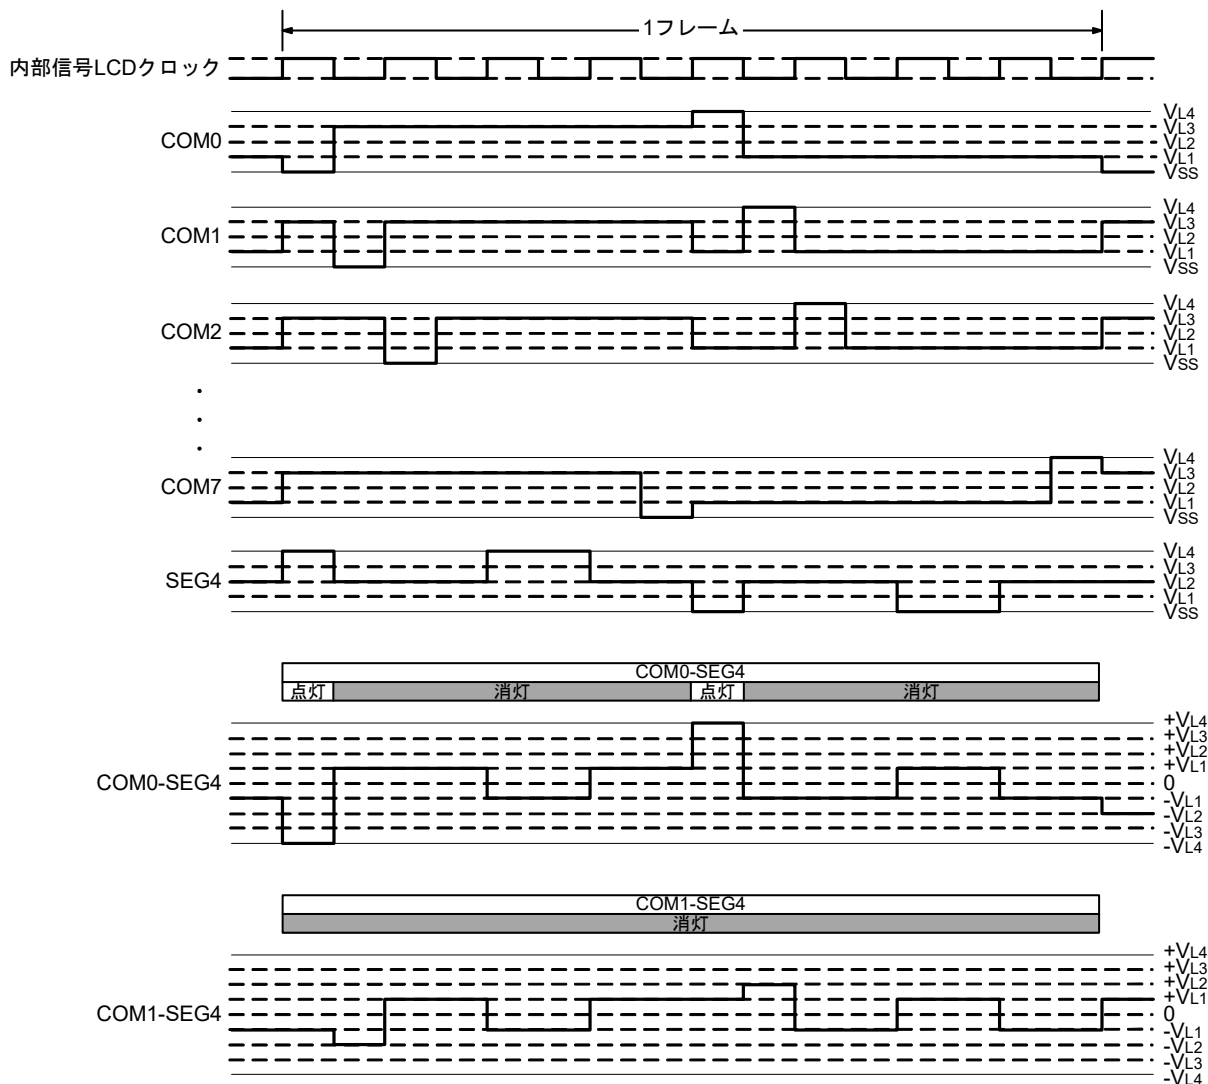 1フレーム
内部信号LCDクロック
COM0
VL4
VL3
VL2
VL1
VSS
COM1
VL4
VL3
VL2
VL1
VSS
COM2
VL4
VL3
VL2
VL1
VSS
・
・
・
COM7
VL4
VL3
VL2
VL1
VSS
SEG4
VL4
VL3
VL2
VL1
VSS
COM0-SEG4
点灯 消灯 点灯 消灯
COM0-SEG4
+VL4
+VL3
+VL2
+VL1
0
-VL1
-VL2
-VL3
-VL4
COM1-SEG4
消灯
COM1-SEG4
+VL4
+VL3
+VL2
+VL1
0
-VL1
-VL2
-VL3
-VL4